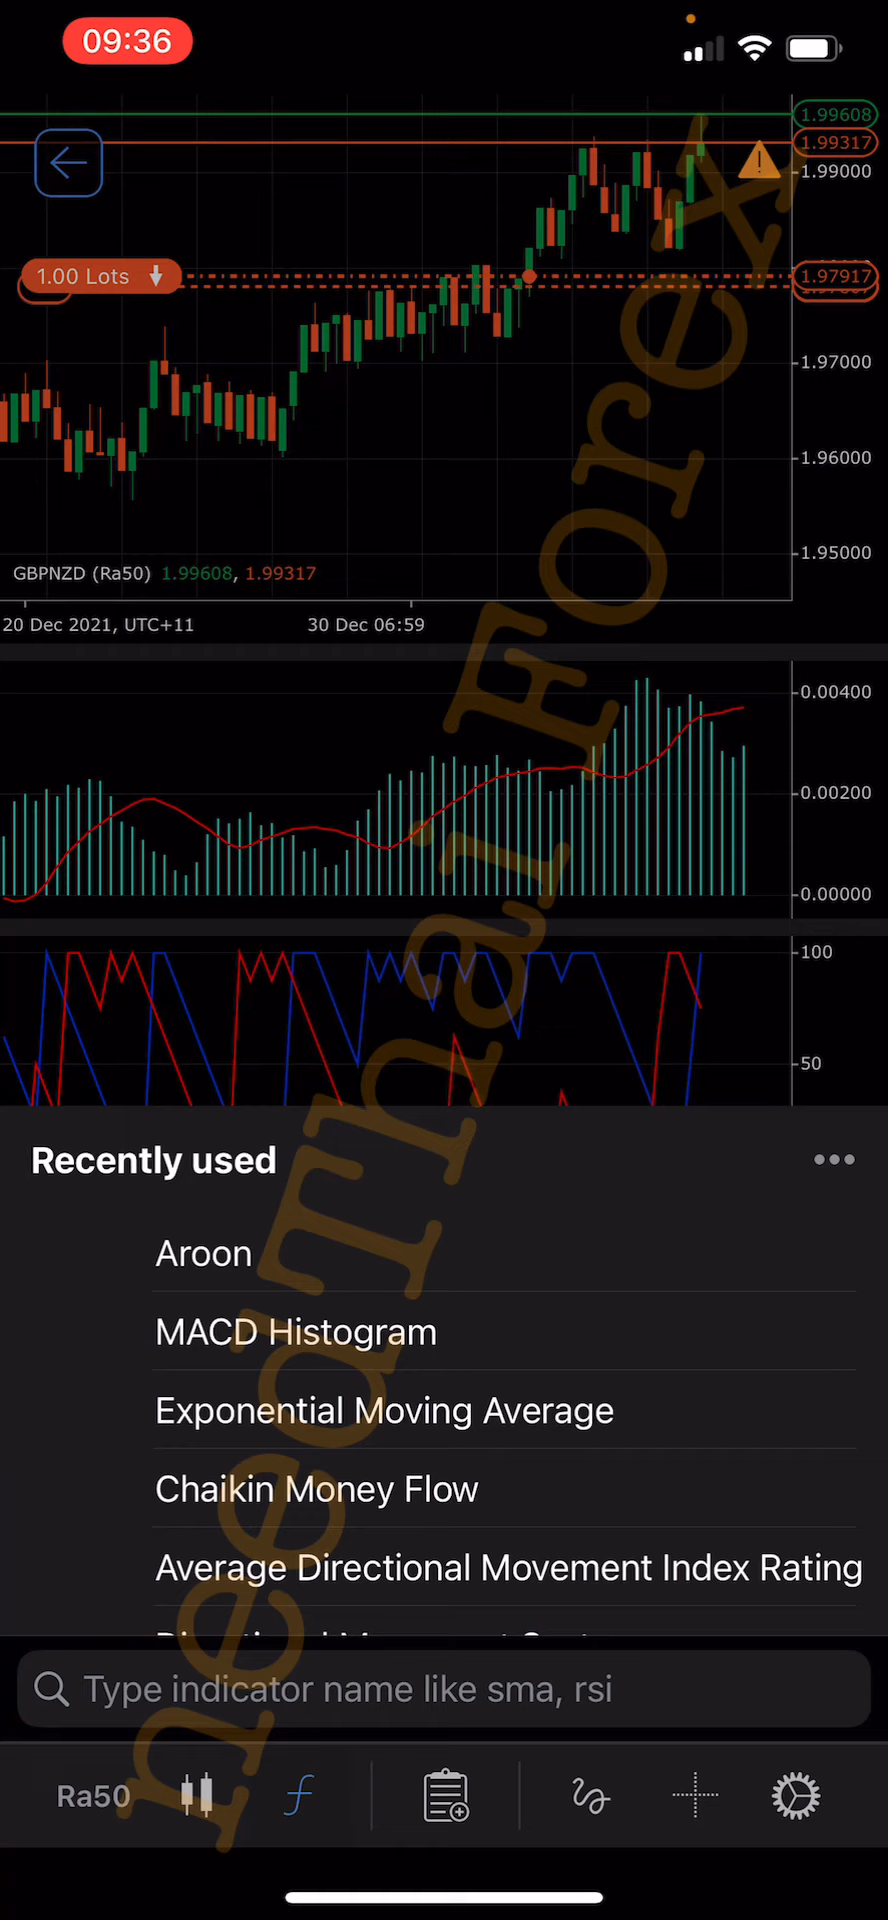 09:36
1.99608
1.99317
1.99000
1.00 Lots
1.97917
1.97000
1.96000
1.95000
GBPNZD (Ra50) 1.99608, 1.99317
20 Dec 2021, UTC+11 30 Dec 06:59
0.00400
0.00200
0.00000
100
50
Recently used
Aroon
MACD Histogram
Exponential Moving Average
Chaikin Money Flow
Average Directional Movement Index Rating
Type indicator name like sma, rsi
Ra50
needThai Forex